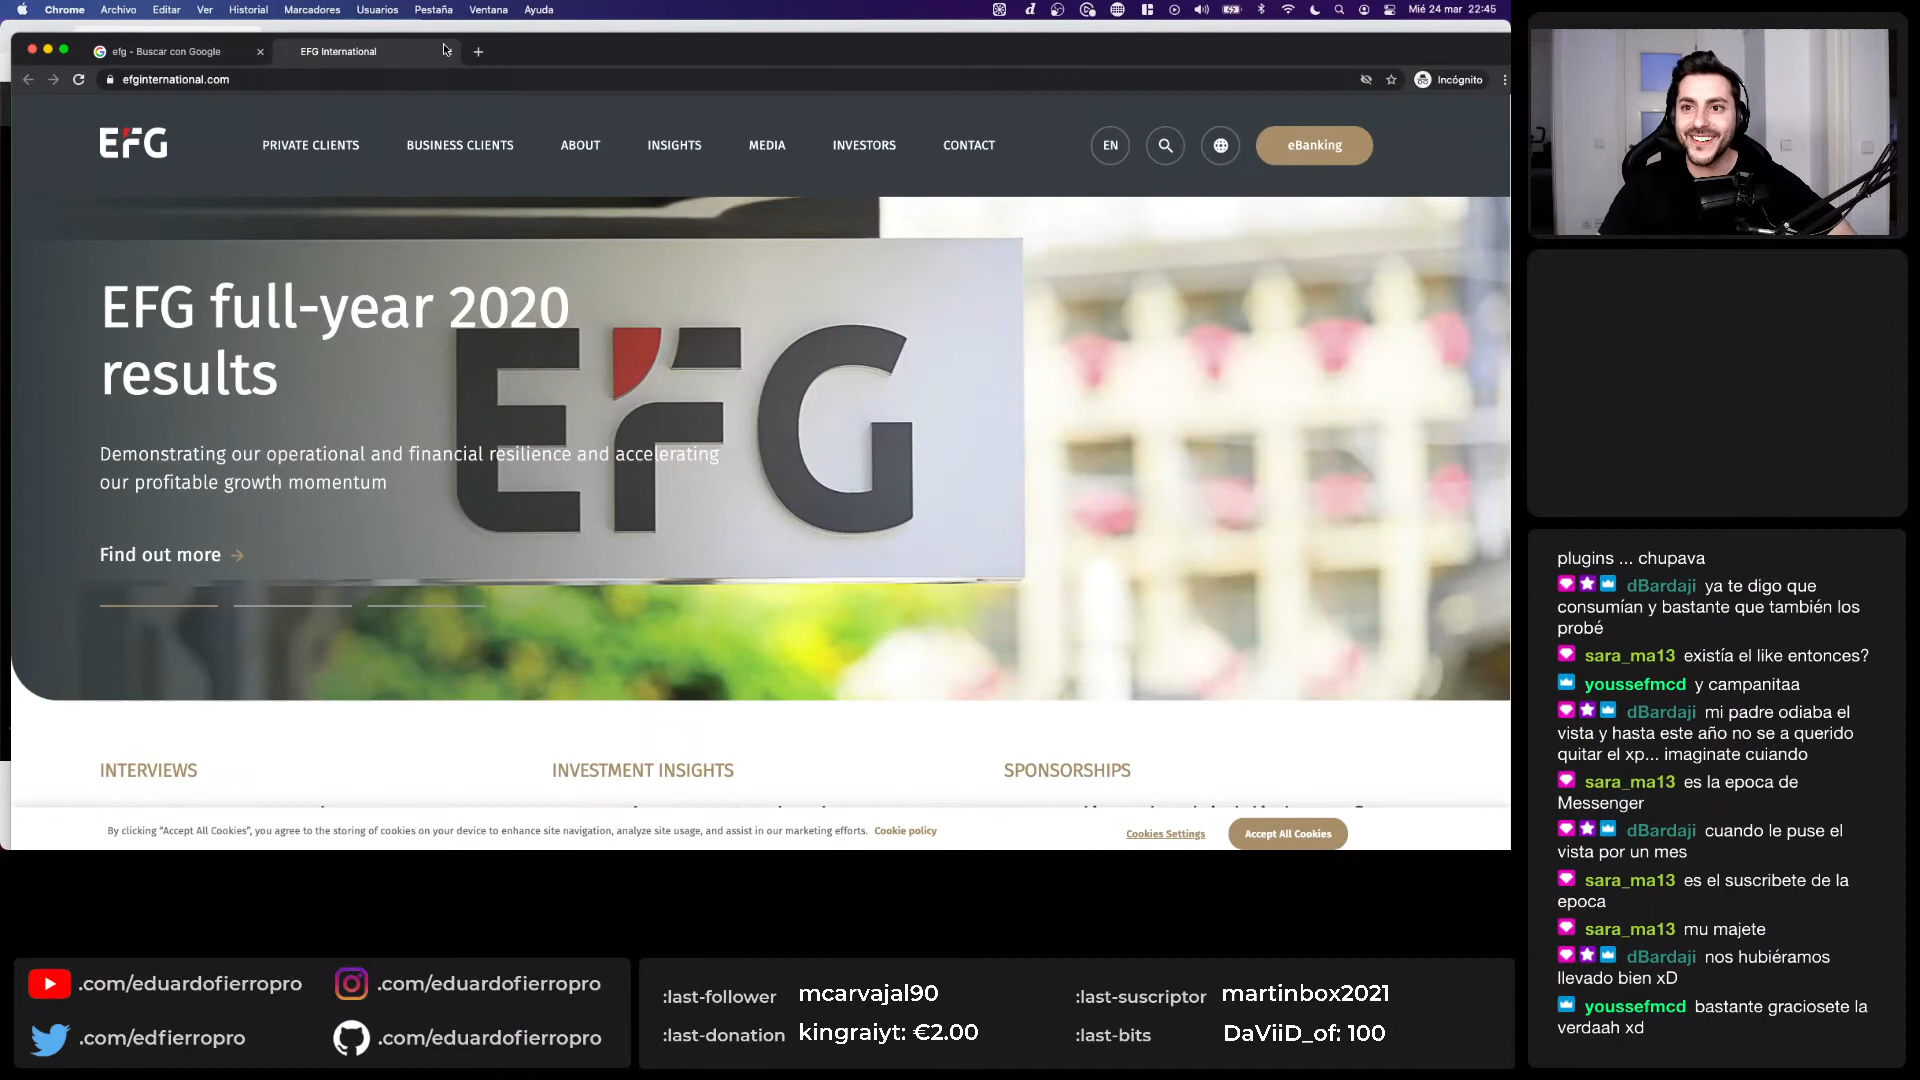 Chrome Archivo Editar Ver Historial Marcadores Usuarios Pestaña Ventana Ayuda Mié 24 mar 22:45
efg - Buscar con Google
EFG International
efginternational.com
Incógnito
EFG
PRIVATE CLIENTS
BUSINESS CLIENTS
ABOUT
INSIGHTS
MEDIA
INVESTORS
CONTACT
EN
eBanking
EFG full-year 2020
results
EFG
Demonstrating our operational and financial resilience and accelerating
our profitable growth momentum
Find out more →
INTERVIEWS
INVESTMENT INSIGHTS
SPONSORSHIPS
By clicking “Accept All Cookies”, you agree to the storing of cookies on your device to enhance site navigation, analyze site usage, and assist in our marketing efforts. Cookie policy
Cookies Settings
Accept All Cookies
plugins ... chupava
dBardaji ya te digo que
consumían y bastante que también los
probé
sara_ma13 existía el like entonces?
youssefmcd y campanitaa
dBardaji mi padre odiaba el
vista y hasta este año no se a querido
quitar el xp... imaginate cuiando
sara_ma13 es la epoca de
Messenger
dBardaji cuando le puse el
vista por un mes
sara_ma13 es el suscribete de la
epoca
sara_ma13 mu majete
dBardaji nos hubiéramos
llevado bien xD
youssefmcd bastante graciosete la
verdaah xd
.com/eduardofierropro
.com/eduardofierropro
.com/edfierropro
.com/eduardofierropro
:last-follower mcarvajal90
:last-suscriptor martinbox2021
:last-donation kingraiyt: €2.00
:last-bits DaViiD_of: 100